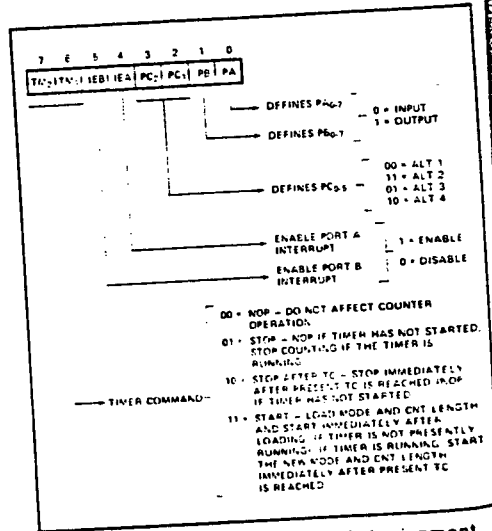 7 6 5 4 3 2 1 0
TM2 TM1 IEB IEA PC2 PC1 PB PA
DEFINES PA0-7
0 = INPUT
1 = OUTPUT
DEFINES PB0-7
00 = ALT 1
11 = ALT 2
01 = ALT 3
10 = ALT 4
DEFINES PC0-5
ENABLE PORT A
INTERRUPT
1 = ENABLE
0 = DISABLE
ENABLE PORT B
INTERRUPT
00 = NOP – DO NOT AFFECT COUNTER
OPERATION
01 = STOP – NOP IF TIMER HAS NOT STARTED.
STOP COUNTING IF THE TIMER IS
RUNNING
10 = STOP AFTER TC – STOP IMMEDIATELY
AFTER PRESENT TC IS REACHED (NOP
IF TIMER HAS NOT STARTED
TIMER COMMAND
11 = START – LOAD MODE AND CNT LENGTH
AND START IMMEDIATELY AFTER
LOADING (IF TIMER IS NOT PRESENTLY
RUNNING) IF TIMER IS RUNNING, START
THE NEW MODE AND CNT LENGTH
IMMEDIATELY AFTER PRESENT TC
IS REACHED